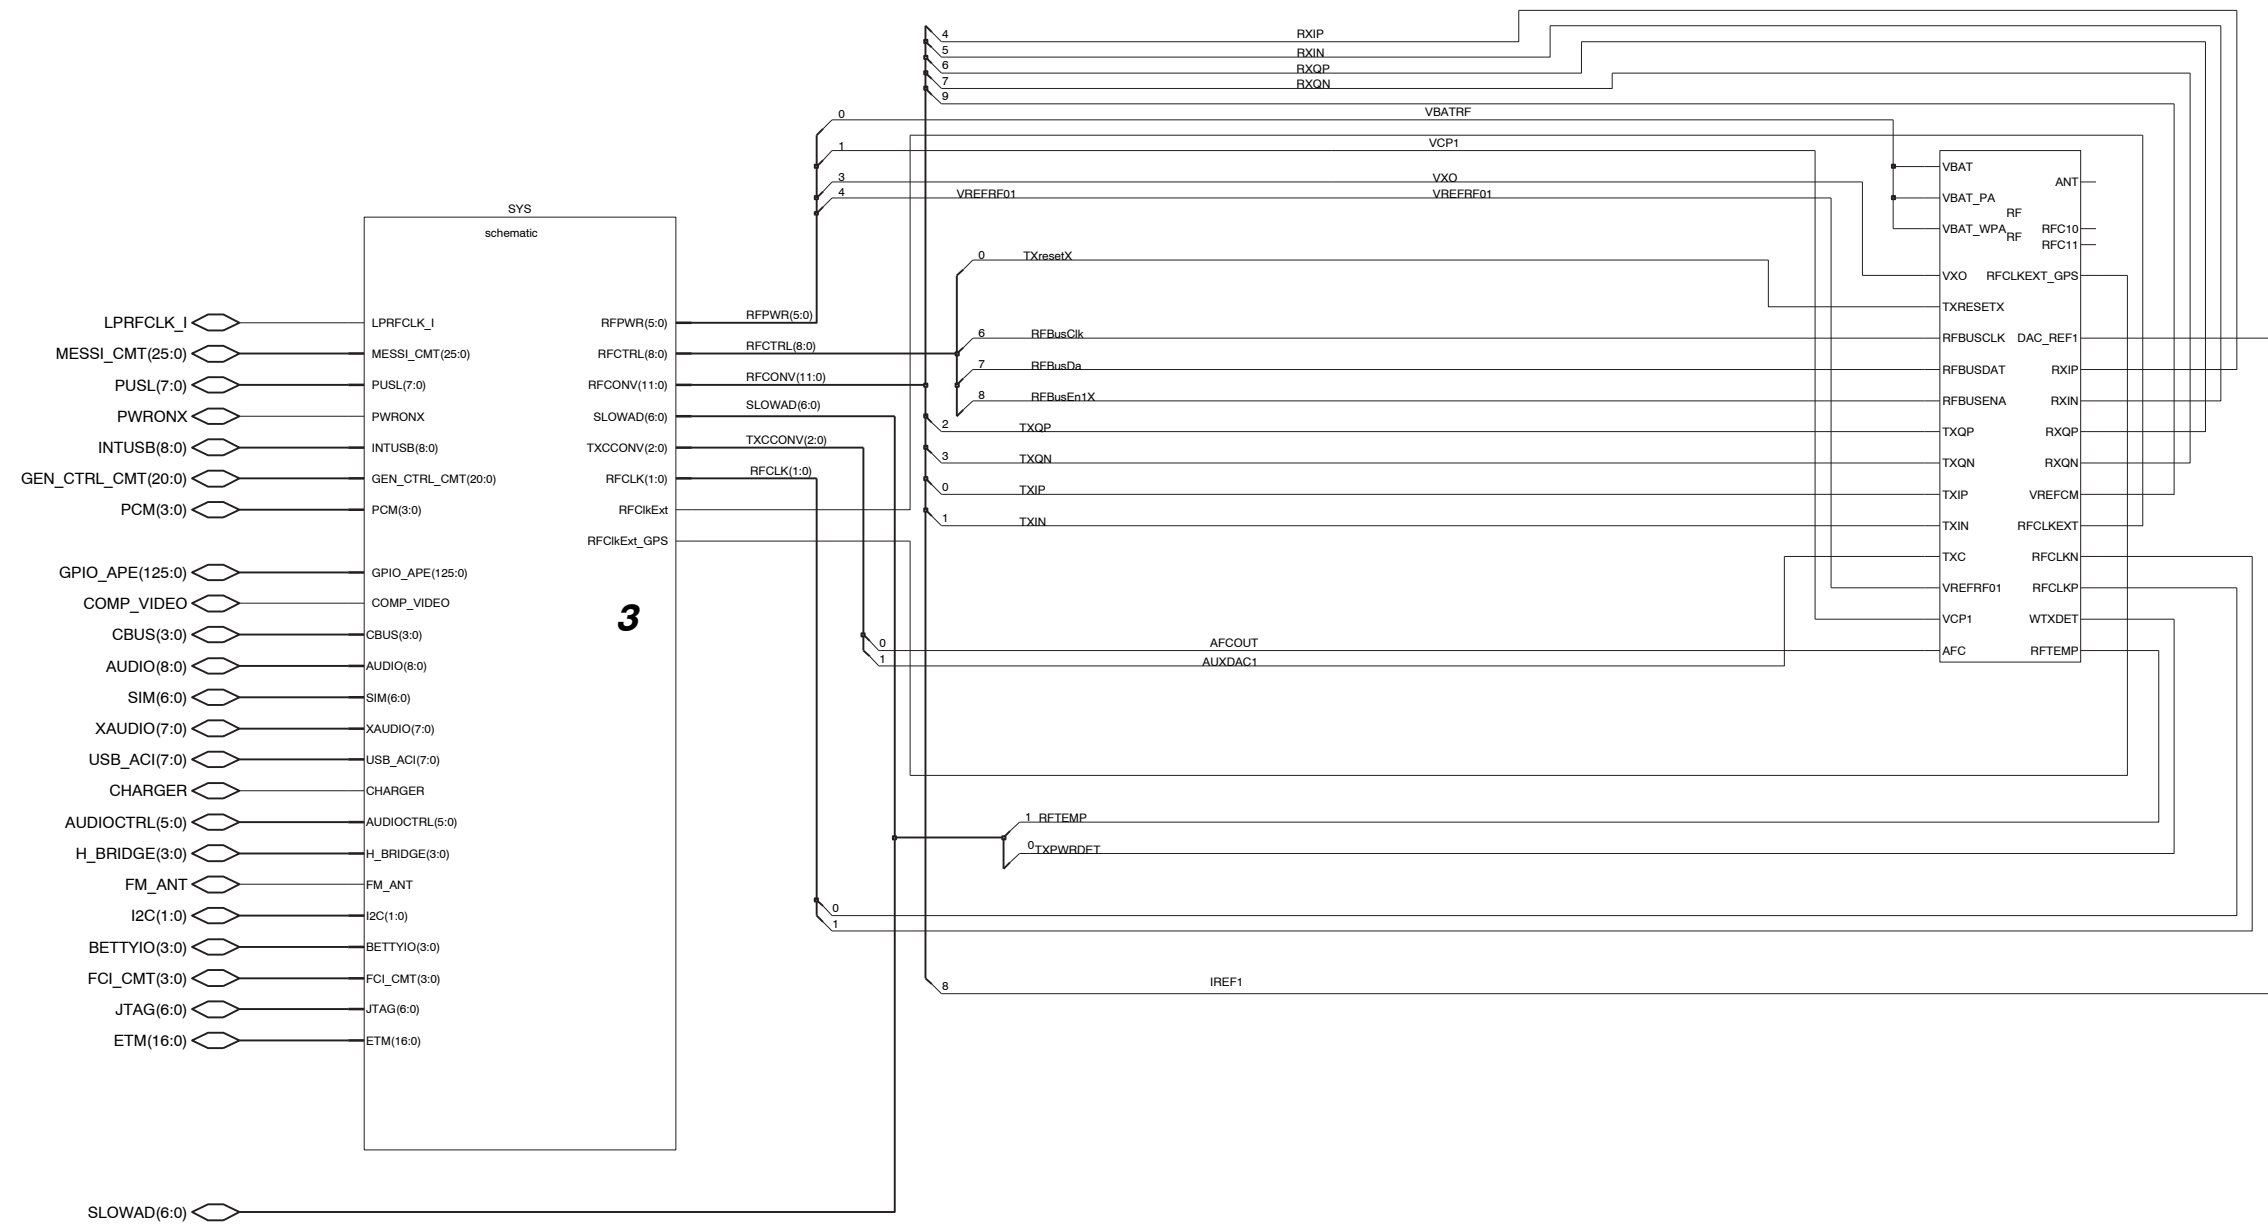 4 RXIP
5 RXIN
6 RXQP
7 RXQN
9
0 VBATRF
1 VCP1
3 VXO
4 VREFRF01 VREFRF01
SYS
schematic
LPRFCLK_I
MESSI_CMT(25:0)
PUSL(7:0)
PWRONX
INTUSB(8:0)
GEN_CTRL_CMT(20:0)
PCM(3:0)
GPIO_APE(125:0)
COMP_VIDEO
CBUS(3:0)
AUDIO(8:0)
SIM(6:0)
XAUDIO(7:0)
USB_ACI(7:0)
CHARGER
AUDIOCTRL(5:0)
H_BRIDGE(3:0)
FM_ANT
I2C(1:0)
BETTYIO(3:0)
FCI_CMT(3:0)
JTAG(6:0)
ETM(16:0)
SLOWAD(6:0)
LPRFCLK_I
MESSI_CMT(25:0)
PUSL(7:0)
PWRONX
INTUSB(8:0)
GEN_CTRL_CMT(20:0)
PCM(3:0)
GPIO_APE(125:0)
COMP_VIDEO
CBUS(3:0)
AUDIO(8:0)
SIM(6:0)
XAUDIO(7:0)
USB_ACI(7:0)
CHARGER
AUDIOCTRL(5:0)
H_BRIDGE(3:0)
FM_ANT
I2C(1:0)
BETTYIO(3:0)
FCI_CMT(3:0)
JTAG(6:0)
ETM(16:0)
3
RFPWR(5:0)
RFCTRL(8:0)
RFCONV(11:0)
SLOWAD(6:0)
TXCCONV(2:0)
RFCLK(1:0)
RFClkExt
RFClkExt_GPS
RFPWR(5:0)
RFCTRL(8:0)
RFCONV(11:0)
SLOWAD(6:0)
TXCCONV(2:0)
RFCLK(1:0)
0 TXresetX
6 RFBusClk
7 RFBusDa
8 RFBusEn1X
2 TXQP
3 TXQN
0 TXIP
1 TXIN
0 AFCOUT
1 AUXDAC1
1 RFTEMP
0 TXPWRDET
0
1
8 IREF1
VBAT
VBAT_PA
VBAT_WPA
VXO
TXRESETX
RFBUSCLK
RFBUSDAT
RFBUSENA
TXQP
TXQN
TXIP
TXIN
TXC
VREFRF01
VCP1
AFC
RF
RF
ANT
RFC10
RFC11
RFCLKEXT_GPS
DAC_REF1
RXIP
RXIN
RXQP
RXQN
VREFCM
RFCLKEXT
RFCLKN
RFCLKP
WTXDET
RFTEMP